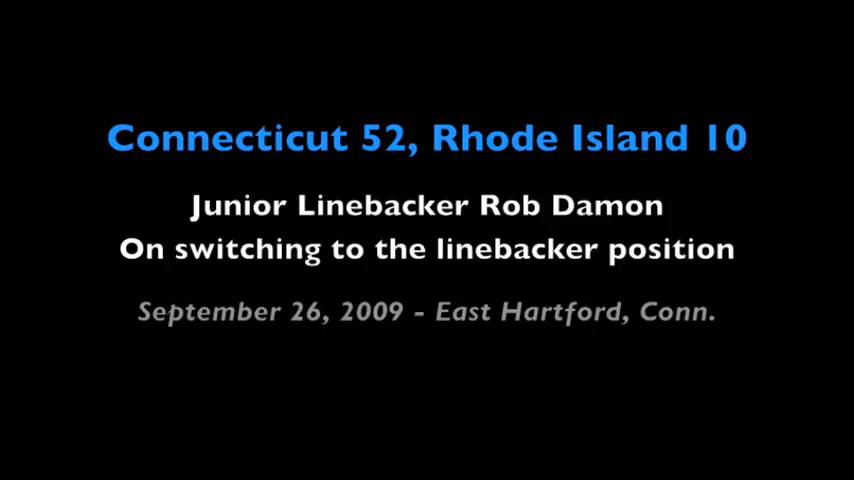 Connecticut 52, Rhode Island 10
Junior Linebacker Rob Damon
On switching to the linebacker position
September 26, 2009 - East Hartford, Conn.